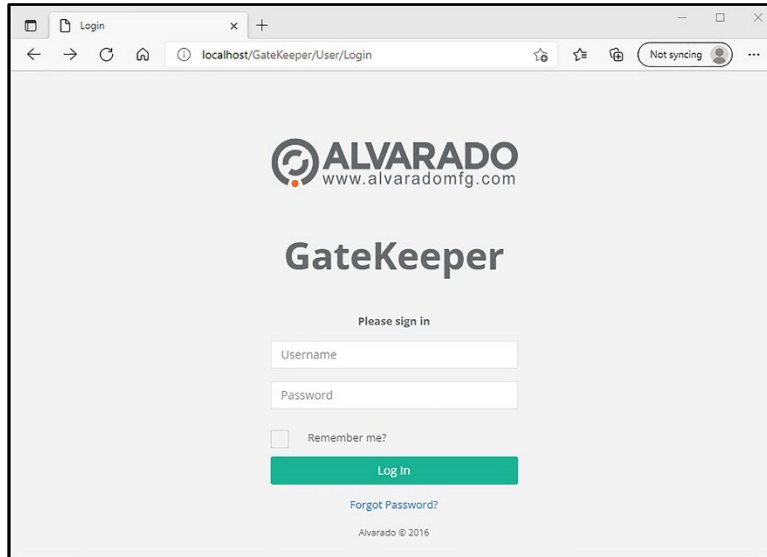 Login
localhost/GateKeeper/User/Login
Not syncing
ALVARADO
www.alvaradomfg.com
GateKeeper
Please sign in
Username
Password
Remember me?
Log In
Forgot Password?
Alvarado © 2016